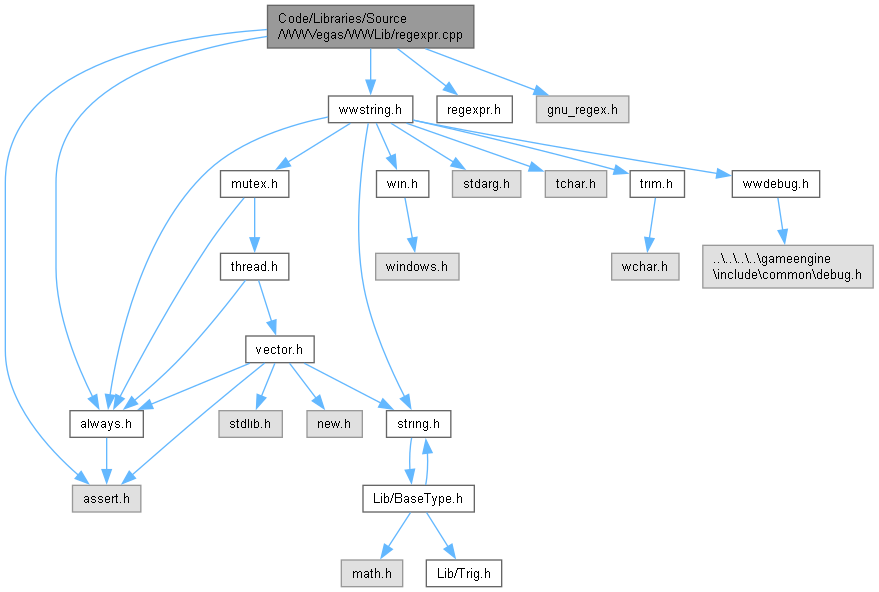 Code/Libraries/Source
/WWVegas/WWLib/regexpr.cpp
wwstring.h
regexpr.h
gnu_regex.h
mutex.h
win.h
stdarg.h
tchar.h
trim.h
wwdebug.h
thread.h
windows.h
wchar.h
..\..\..\..\gameengine
\include\common\debug.h
vector.h
always.h
stdlib.h
new.h
string.h
assert.h
Lib/BaseType.h
math.h
Lib/Trig.h